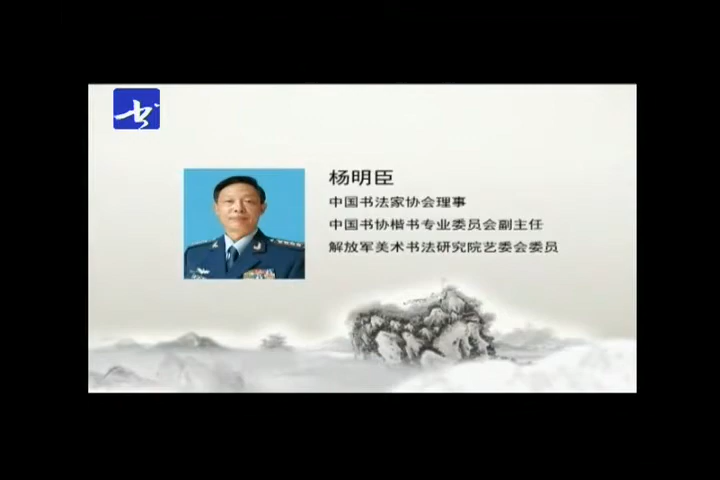 书
杨明臣
中国书法家协会理事
中国书协楷书专业委员会副主任
解放军美术书法研究院艺委会委员